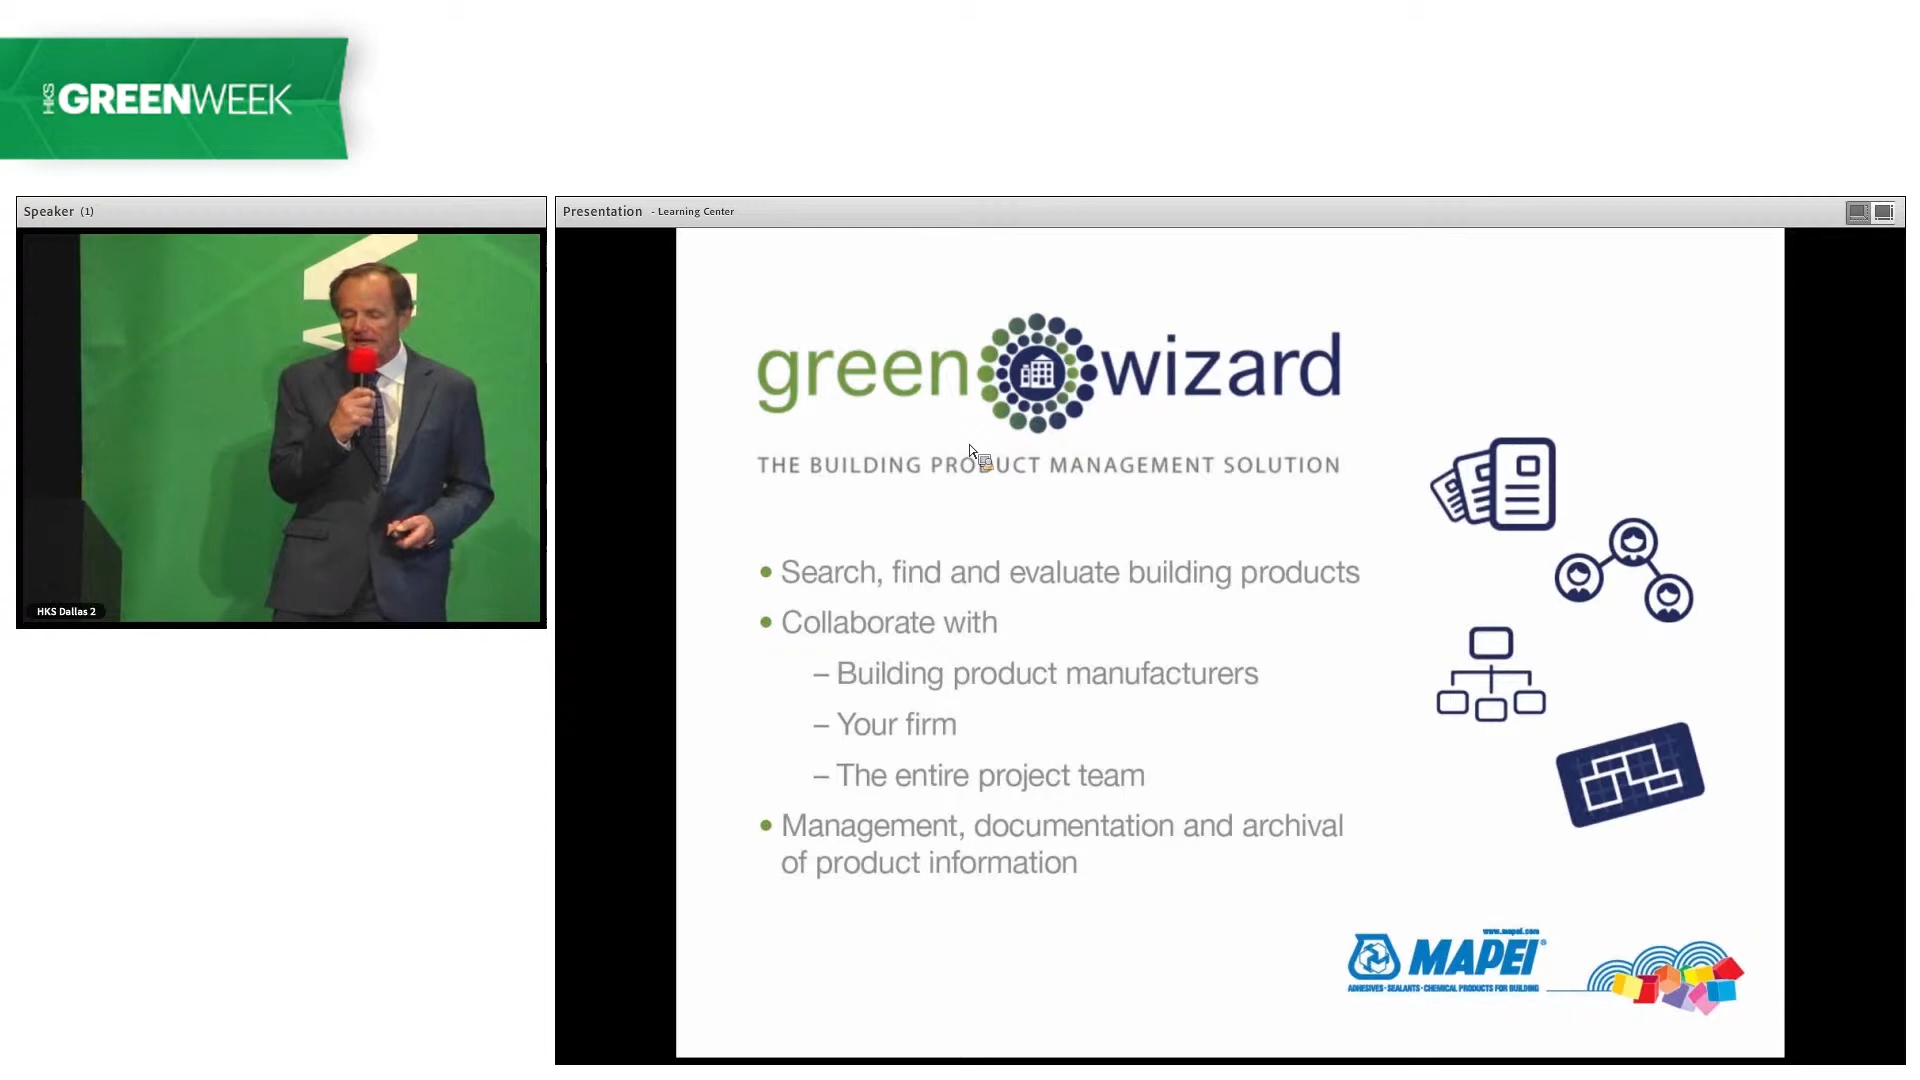 HKS GREENWEEK
Speaker (1)
HKS Dallas 2
Presentation - Learning Center
green wizard
THE BUILDING PRODUCT MANAGEMENT SOLUTION
• Search, find and evaluate building products
• Collaborate with
– Building product manufacturers
– Your firm
– The entire project team
• Management, documentation and archival
of product information
www.mapei.com
MAPEI®
ADHESIVES • SEALANTS • CHEMICAL PRODUCTS FOR BUILDING